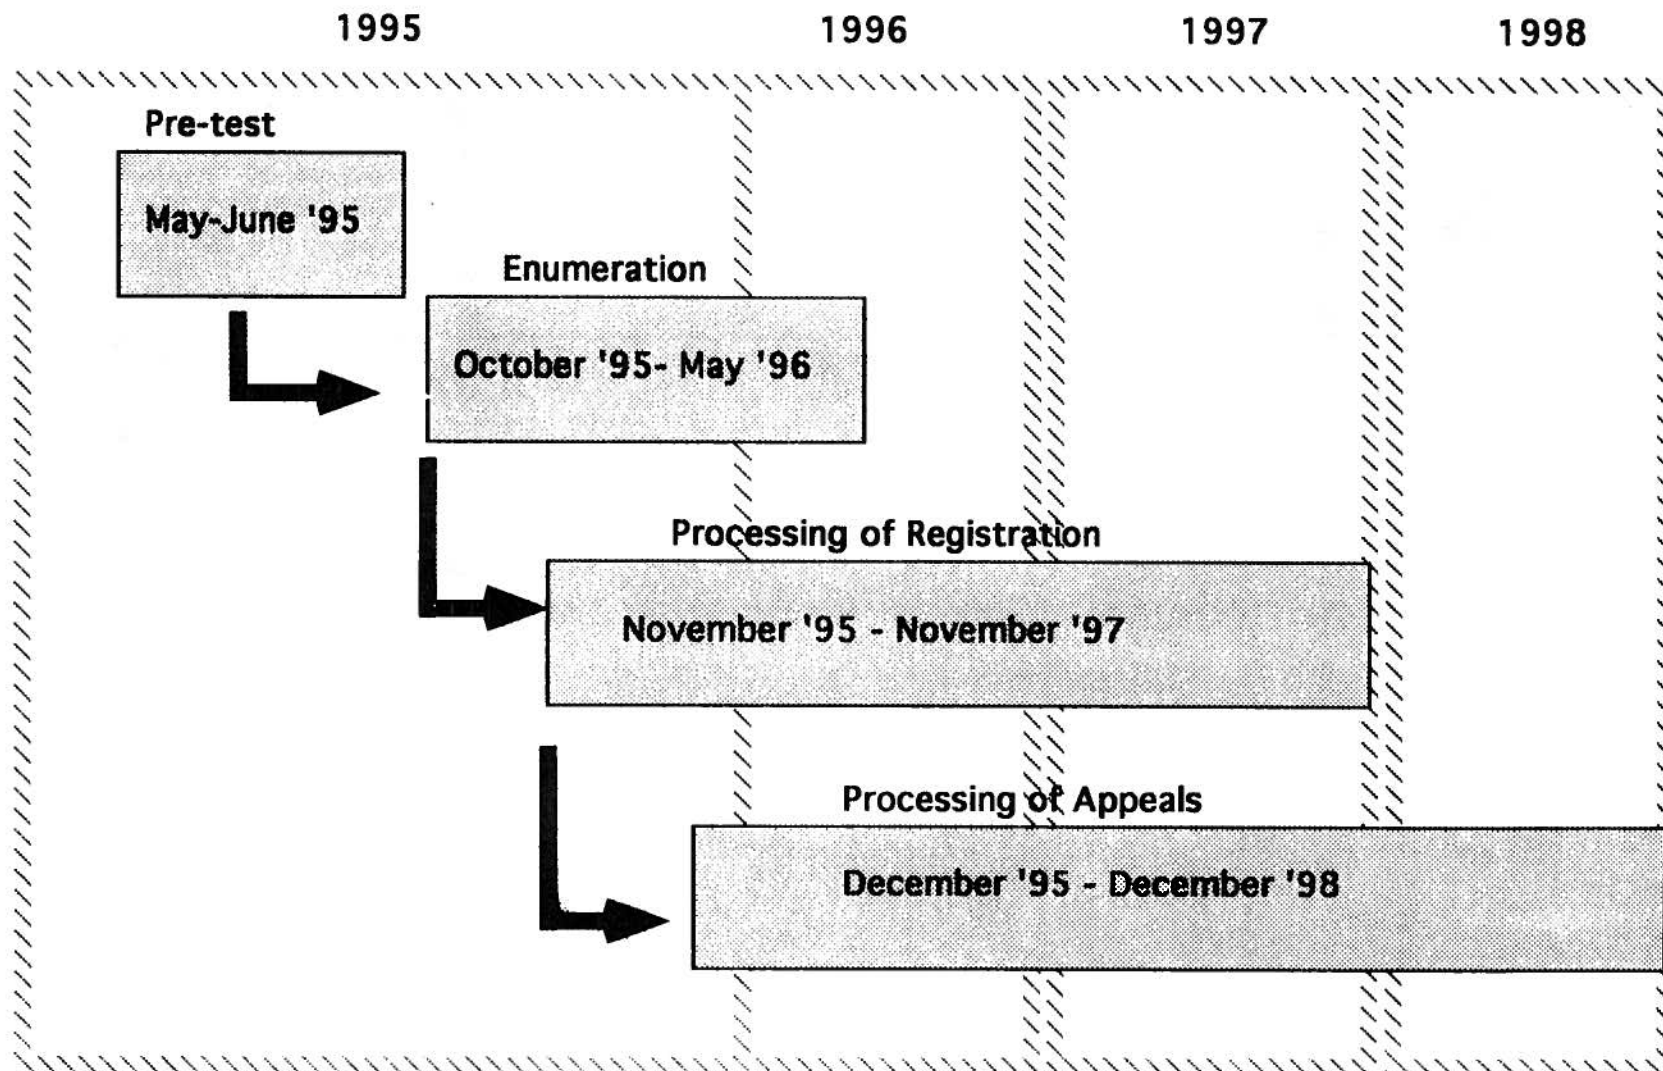 1995 1996 1997 1998
Pre-test
May-June '95
Enumeration
October '95- May '96
Processing of Registration
November '95 - November '97
Processing of Appeals
December '95 - December '98